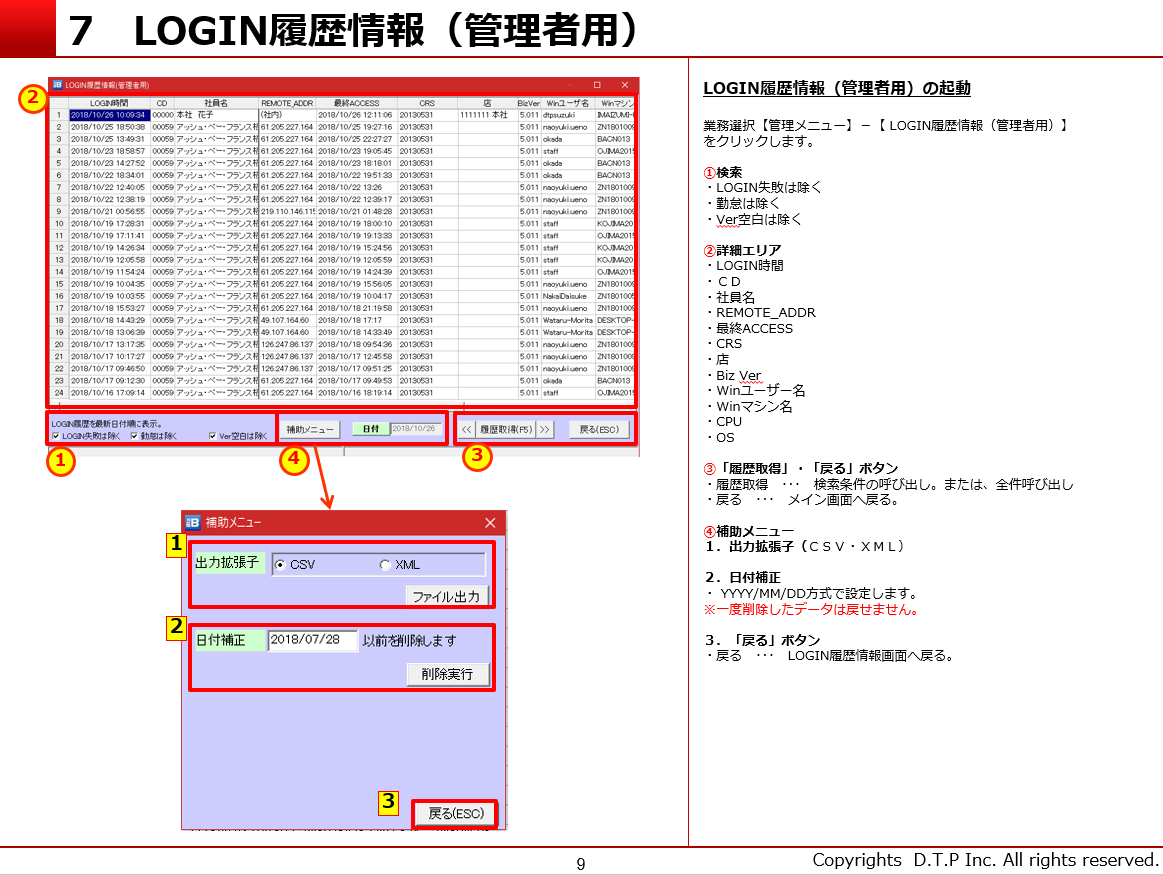 7 LOGIN履歴情報（管理者用）
LOGIN履歴情報(管理者用)
2
LOGIN時間 CD 社員名 REMOTE_ADDR 最終ACCESS CRS 店 BizVer Winユーザ名 Winマシン
1 2018/10/26 10:09:34 00000 本社 花子 (社内) 2018/10/26 12:11:06 20130531 1111111 本社 5.011 dtpsuzuki IMAIZUMI-
2 2018/10/25 18:50:38 00059 アッシュ・ペー・フランス 61.205.227.164 2018/10/25 19:27:16 20130531 5.011 naoyuki.ueno ZN1801009
3 2018/10/25 13:49:31 00059 アッシュ・ペー・フランス 61.205.227.164 2018/10/25 22:27:27 20130531 5.011 okada BACN013
4 2018/10/23 18:58:57 00059 アッシュ・ペー・フランス 61.205.227.164 2018/10/23 19:05:45 20130531 5.011 staff OJIMA2015
5 2018/10/23 14:27:52 00059 アッシュ・ペー・フランス 61.205.227.164 2018/10/23 18:18:01 20130531 5.011 okada BACN013
6 2018/10/22 18:34:01 00059 アッシュ・ペー・フランス 61.205.227.164 2018/10/22 19:51:33 20130531 5.011 okada BACN013
7 2018/10/22 12:40:05 00059 アッシュ・ペー・フランス 61.205.227.164 2018/10/22 13:26 20130531 5.011 naoyuki.ueno ZN1801009
8 2018/10/22 12:38:19 00059 アッシュ・ペー・フランス 61.205.227.164 2018/10/22 12:39:17 20130531 5.011 naoyuki.ueno ZN1801009
9 2018/10/21 00:56:55 00059 アッシュ・ペー・フランス 219.110.146.115 2018/10/21 01:48:28 20130531 5.011 naoyuki.ueno ZN1801009
10 2018/10/19 17:28:31 00059 アッシュ・ペー・フランス 61.205.227.164 2018/10/19 18:00:10 20130531 5.011 staff KOJIMA20
11 2018/10/19 17:11:41 00059 アッシュ・ペー・フランス 61.205.227.164 2018/10/19 19:13:33 20130531 5.011 staff OJIMA2015
12 2018/10/19 14:26:34 00059 アッシュ・ペー・フランス 61.205.227.164 2018/10/19 15:24:56 20130531 5.011 staff KOJIMA20
13 2018/10/19 12:05:58 00059 アッシュ・ペー・フランス 61.205.227.164 2018/10/19 12:05:59 20130531 5.011 staff KOJIMA20
14 2018/10/19 11:54:24 00059 アッシュ・ペー・フランス 61.205.227.164 2018/10/19 14:24:39 20130531 5.011 staff OJIMA2015
15 2018/10/19 10:04:35 00059 アッシュ・ペー・フランス 61.205.227.164 2018/10/19 15:56:05 20130531 5.011 naoyuki.ueno ZN1801009
16 2018/10/19 10:03:55 00059 アッシュ・ペー・フランス 61.205.227.164 2018/10/19 10:04:17 20130531 5.011 NakaiDaisuke ZN1801005
17 2018/10/18 15:53:27 00059 アッシュ・ペー・フランス 61.205.227.164 2018/10/18 21:19:58 20130531 5.011 naoyuki.ueno ZN1801009
18 2018/10/18 14:43:29 00059 アッシュ・ペー・フランス 49.107.164.60 2018/10/18 17:17 20130531 5.011 Wataru-Morita DESKTOP-
19 2018/10/18 13:06:39 00059 アッシュ・ペー・フランス 49.107.164.60 2018/10/18 14:33:49 20130531 5.011 Wataru-Morita DESKTOP-
20 2018/10/17 13:17:35 00059 アッシュ・ペー・フランス 126.247.86.137 2018/10/18 09:54:36 20130531 5.011 naoyuki.ueno ZN1801009
21 2018/10/17 10:17:27 00059 アッシュ・ペー・フランス 126.247.86.137 2018/10/17 12:45:58 20130531 5.011 naoyuki.ueno ZN1801009
22 2018/10/17 09:46:50 00059 アッシュ・ペー・フランス 126.247.86.137 2018/10/17 09:51:25 20130531 5.011 naoyuki.ueno ZN1801009
23 2018/10/17 09:12:30 00059 アッシュ・ペー・フランス 61.205.227.164 2018/10/17 09:49:53 20130531 5.011 okada BACN013
24 2018/10/16 17:09:14 00059 アッシュ・ペー・フランス 61.205.227.164 2018/10/16 18:19:14 20130531 5.011 staff OJIMA2015
LOGIN履歴を最新日付順に表示。
LOGIN失敗は除く 勤怠は除く Ver空白は除く 補助メニュー 日付 2018/10/26 << 履歴取得(F5) >> 戻る(ESC)
1 4 3
補助メニュー
1
出力拡張子 CSV XML
ファイル出力
2
日付補正 2018/07/28 以前を削除します
削除実行
3
戻る(ESC)
LOGIN履歴情報（管理者用）の起動
業務選択【管理メニュー】－【 LOGIN履歴情報（管理者用）】
をクリックします。
①検索
・LOGIN失敗は除く
・勤怠は除く
・Ver空白は除く
②詳細エリア
・LOGIN時間
・ＣＤ
・社員名
・REMOTE_ADDR
・最終ACCESS
・CRS
・店
・Biz Ver
・Winユーザー名
・Winマシン名
・CPU
・OS
③「履歴取得」・「戻る」ボタン
・履歴取得 ･･･ 検索条件の呼び出し。または、全件呼び出し
・戻る ･･･ メイン画面へ戻る。
④補助メニュー
１．出力拡張子（ＣＳＶ・ＸＭＬ）
２．日付補正
・ YYYY/MM/DD方式で設定します。
※一度削除したデータは戻せません。
３．「戻る」ボタン
・戻る ･･･ LOGIN履歴情報画面へ戻る。
9
Copyrights D.T.P Inc. All rights reserved.